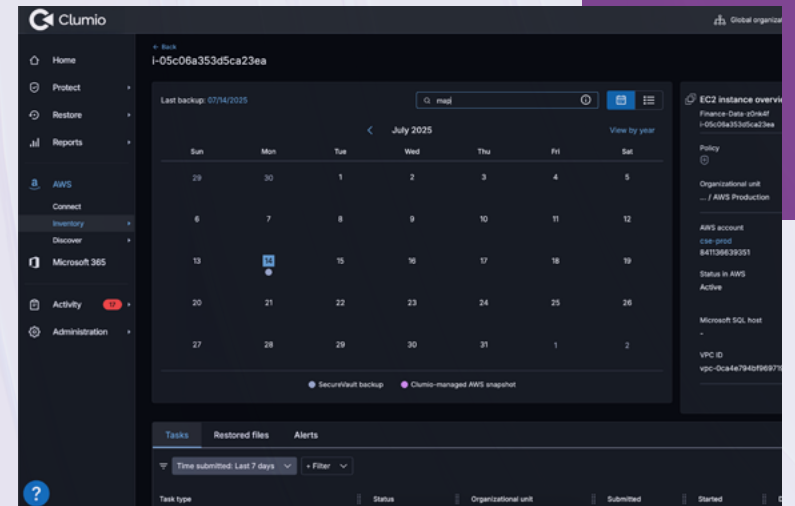 Clumio
Global organizat
Home
Protect
Restore
Reports
AWS
Connect
Inventory
Discover
Microsoft 365
Activity 17
Administration
?
← Back
i-05c06a353d5ca23ea
Last backup: 07/14/2025
map
July 2025
View by year
Sun Mon Tue Wed Thu Fri Sat
29 30 1 2 3 4 5
6 7 8 9 10 11 12
13 14 15 16 17 18 19
20 21 22 23 24 25 26
27 28 29 30 31 1 2
SecureVault backup Clumio-managed AWS snapshot
EC2 instance overvie
Finance-Data-z0nk4f
i-05c06a353d5ca23ea
Policy
Organizational unit
... / AWS Production
AWS account
cse-prod
841136639351
Status in AWS
Active
Microsoft SQL host
-
VPC ID
vpc-0ca4e794bf969719
Tasks Restored files Alerts
Time submitted: Last 7 days + Filter
Task type Status Organizational unit Submitted Started D